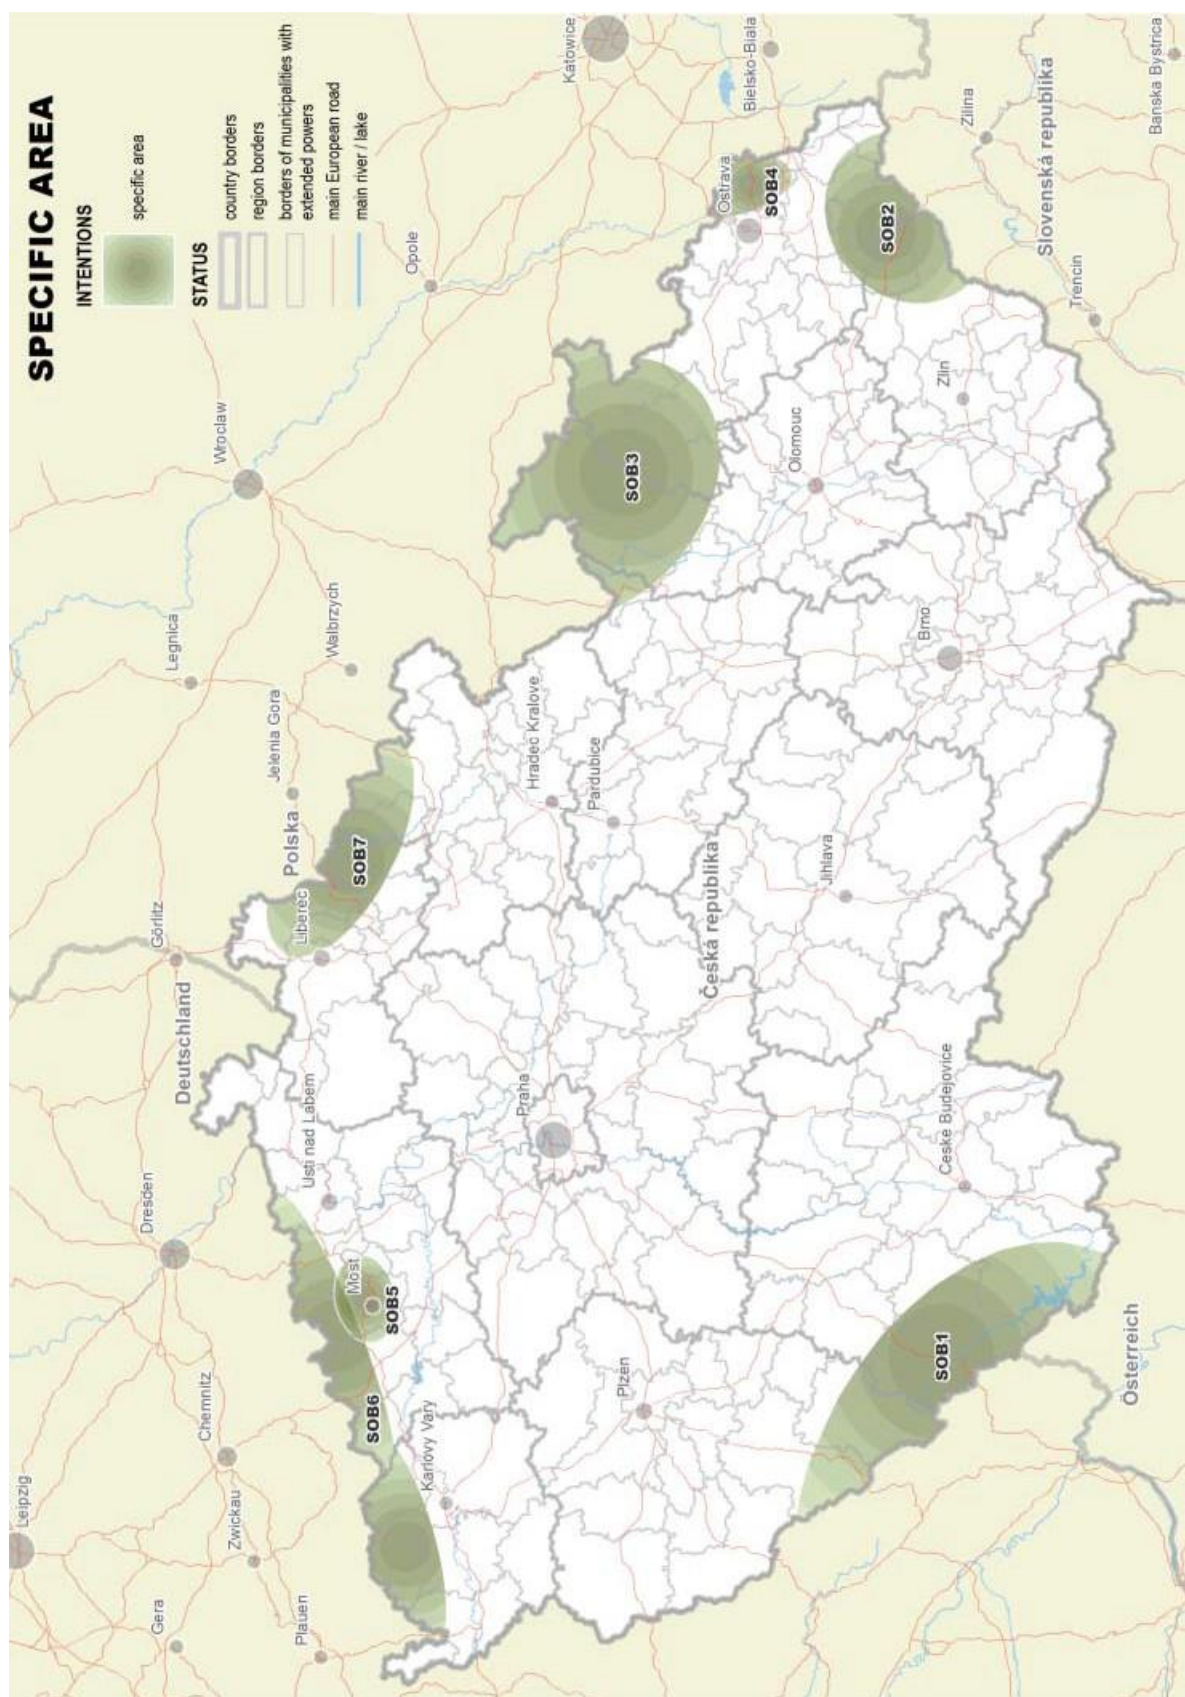 SPECIFIC AREA
INTENTIONS
specific area
STATUS
country borders
region borders
borders of municipalities with
extended powers
main European road
main river / lake
Leipzig
Gera
Zwickau
Chemnitz
Plauen
Dresden
Deutschland
Görlitz
Polska
Jelenia Gora
Legnica
Walbrzych
Wroclaw
Opole
Katowice
Bielsko-Biala
SOB6
SOB5
Most
Usti nad Labem
Karlovy Vary
Liberec
SOB7
Praha
Hradec Kralove
Pardubice
Plzen
Česká republika
SOB3
Ostrava
SOB4
SOB2
Olomouc
Jihlava
Brno
Zlin
Ceske Budejovice
SOB1
Österreich
Slovenská republika
Zilina
Trencin
Banska Bystrica